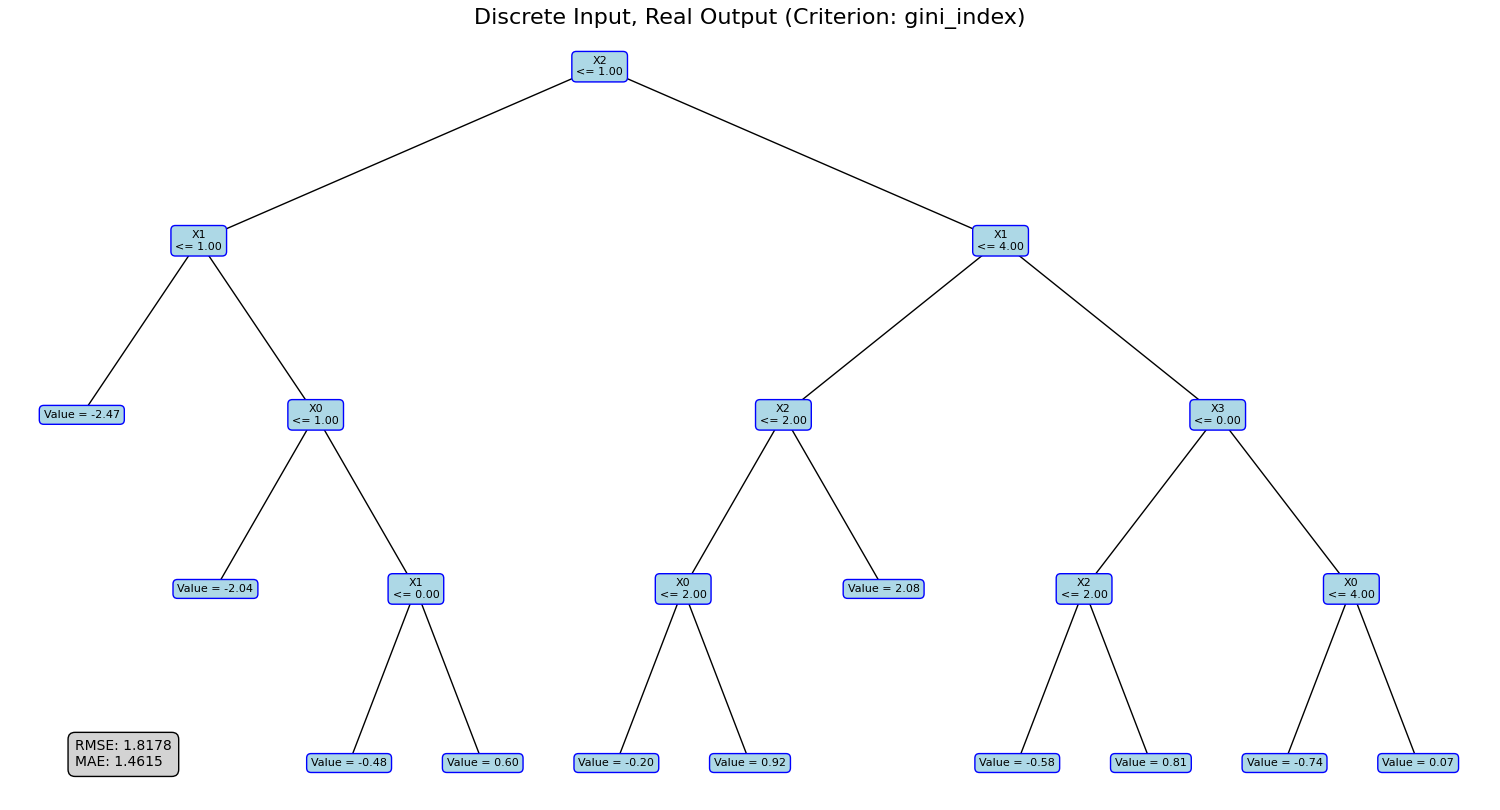 Discrete Input, Real Output (Criterion: gini_index)
X2
<= 1.00
X1
<= 1.00
X1
<= 4.00
Value = -2.47
X0
<= 1.00
X2
<= 2.00
X3
<= 0.00
Value = -2.04
X1
<= 0.00
X0
<= 2.00
Value = 2.08
X2
<= 2.00
X0
<= 4.00
RMSE: 1.8178
MAE: 1.4615
Value = -0.48
Value = 0.60
Value = -0.20
Value = 0.92
Value = -0.58
Value = 0.81
Value = -0.74
Value = 0.07